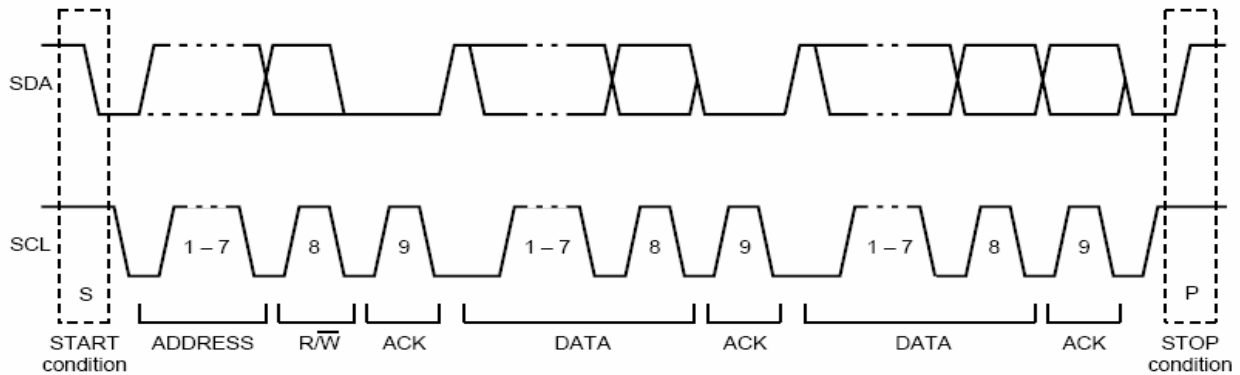 SDA
SCL
1 – 7
8
9
1 – 7
8
9
1 – 7
8
9
S
P
START
condition
ADDRESS
R/W̅
ACK
DATA
ACK
DATA
ACK
STOP
condition